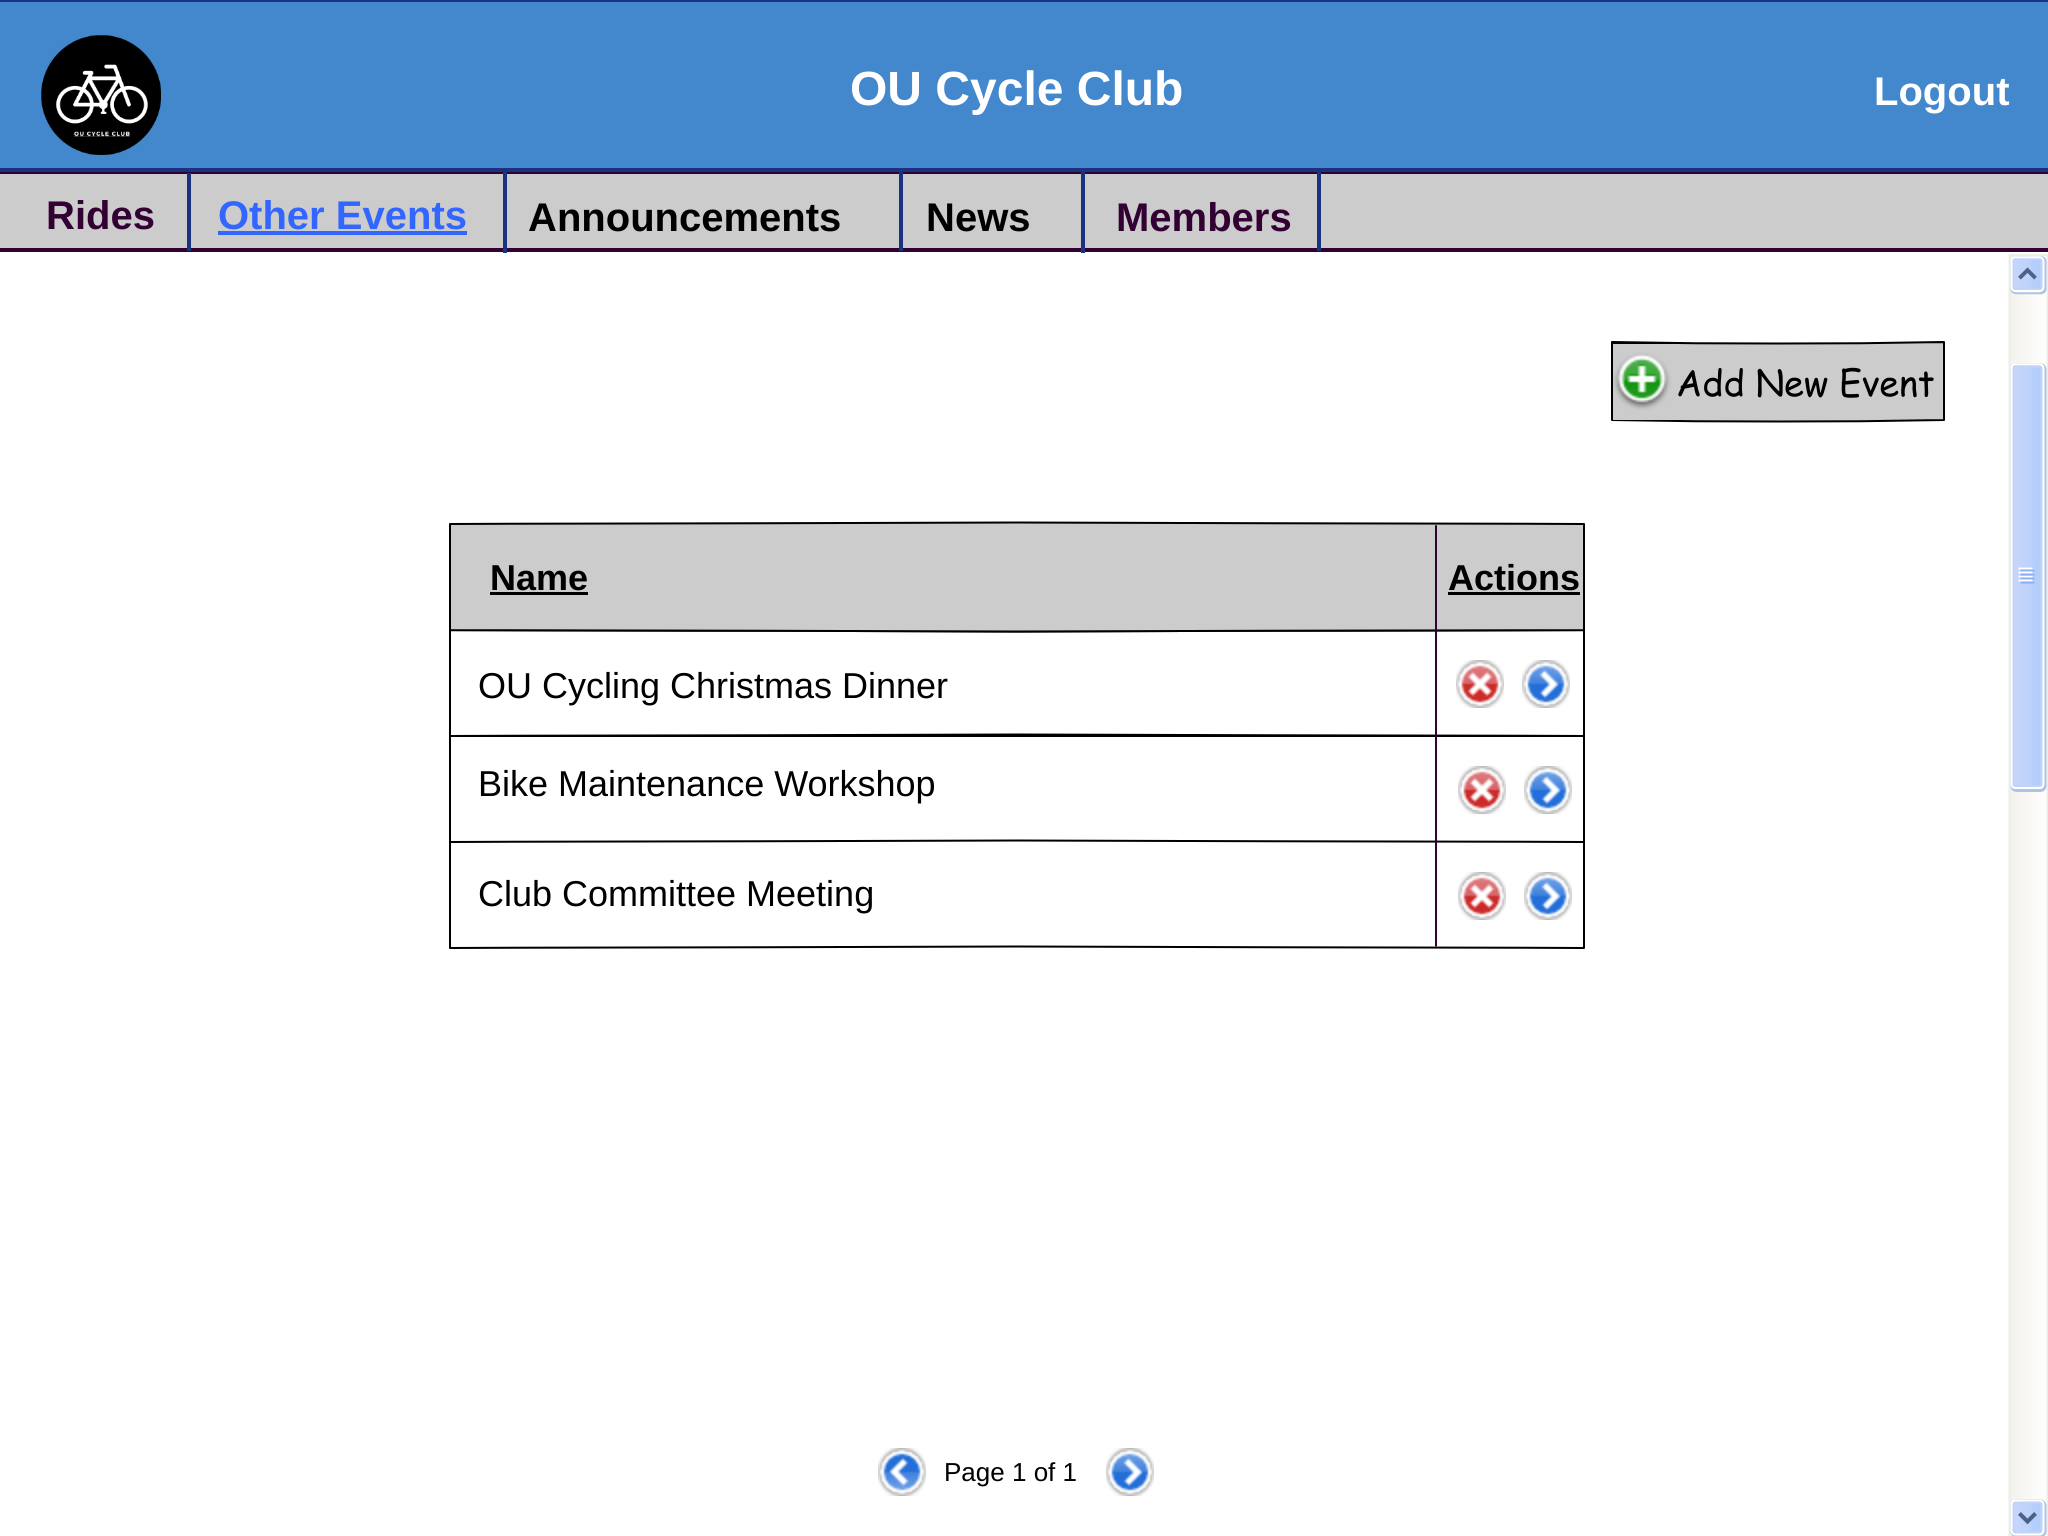 OU CYCLE CLUB
OU Cycle Club
Logout
Rides
Other Events
Announcements
News
Members
Add New Event
Name
Actions
OU Cycling Christmas Dinner
Bike Maintenance Workshop
Club Committee Meeting
Page 1 of 1